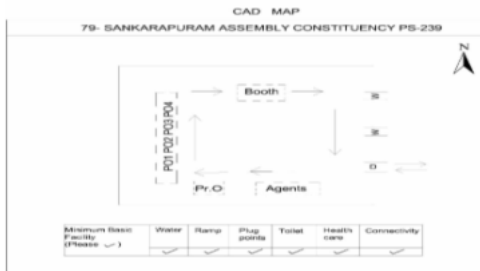 CAD MAP
79- SANKARAPURAM ASSEMBLY CONSTITUENCY PS-239
N
Booth
W
W
D
PO1 PO2 PO3 PO4
Pr.O
Agents
Minimum Basic Facility (Please ✓) Water Ramp Plug points Toilet Health care Connectivity
✓ ✓ ✓ ✓ ✓ ✓